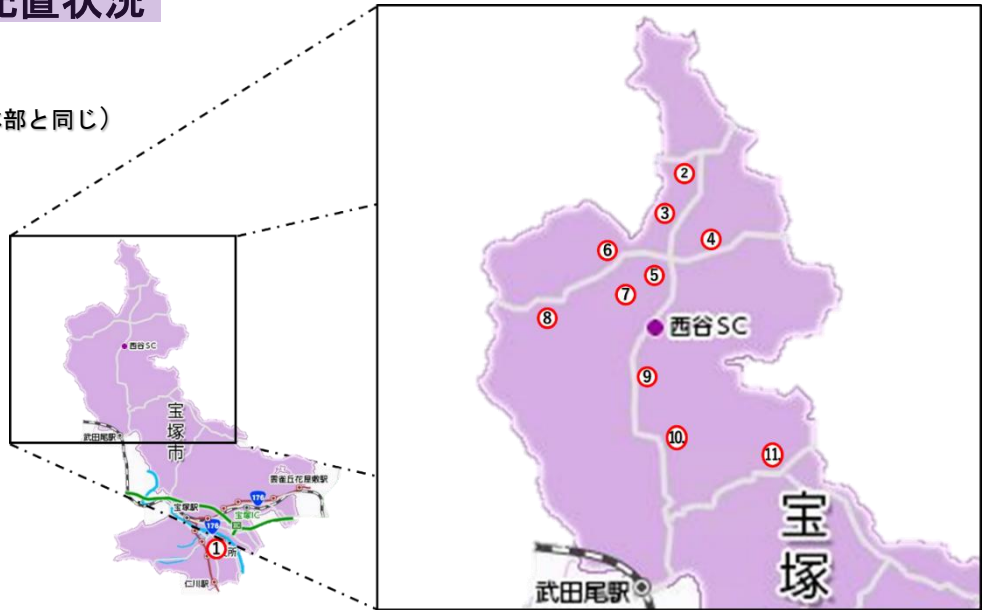 配置状況
部と同じ）
②
③
④
⑥
⑤
⑦
⑧
西谷SC
⑨
10.
11.
宝塚
武田尾駅
西谷SC
宝塚市
武田尾駅
雲雀丘花屋敷駅
176
宝塚駅
宝塚IC
176
①
所
仁川駅